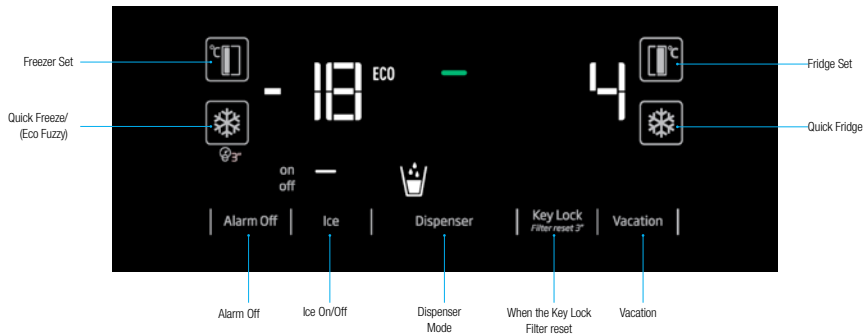 Freezer Set
Quick Freeze/
(Eco Fuzzy)
°C
- 18 ECO
4
°C
3"
on
off
Alarm Off
Ice
Dispenser
Key Lock
Filter reset 3"
Vacation
Fridge Set
Quick Fridge
Alarm Off
Ice On/Off
Dispenser
Mode
When the Key Lock
Filter reset
Vacation